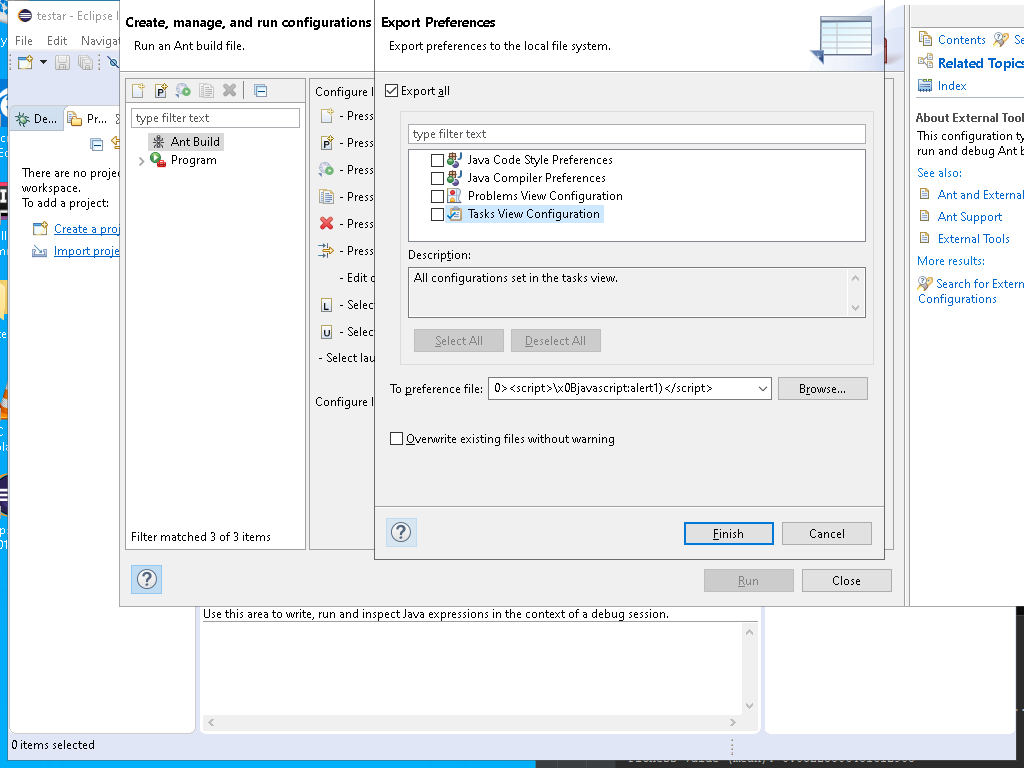 testar - Eclipse I
File Edit Navigat
De...
Pr...
There are no projec
workspace.
To add a project:
Create a proj
Import proje
0 items selected
Create, manage, and run configurations
Run an Ant build file.
type filter text
Ant Build
Program
Filter matched 3 of 3 items
Configure l
- Press
- Press
- Press
- Press
- Press
- Press
- Edit c
L - Selec
U - Selec
- Select lau
Configure l
Run
Close
Export Preferences
Export preferences to the local file system.
Export all
type filter text
Java Code Style Preferences
Java Compiler Preferences
Problems View Configuration
Tasks View Configuration
Description:
All configurations set in the tasks view.
Select All
Deselect All
To preference file:
0><script>\x0Bjavascript:alert1)</script>
Browse...
Overwrite existing files without warning
Finish
Cancel
Contents Se
Related Topics
Index
About External Tool
This configuration ty
run and debug Ant b
See also:
Ant and External
Ant Support
External Tools
More results:
Search for Extern
Configurations
Use this area to write, run and inspect Java expressions in the context of a debug session.